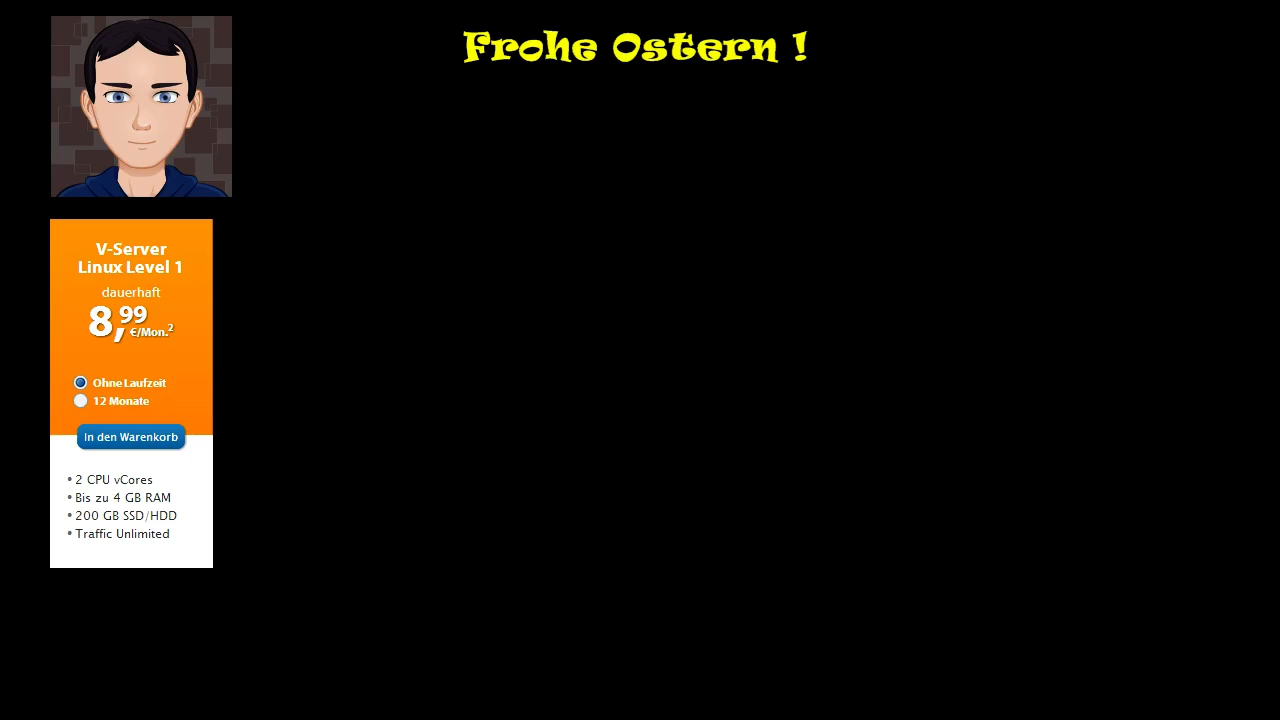 Frohe Ostern !
V-Server
Linux Level 1
dauerhaft
8,99
€/Mon.²
Ohne Laufzeit
12 Monate
In den Warenkorb
• 2 CPU vCores
• Bis zu 4 GB RAM
• 200 GB SSD/HDD
• Traffic Unlimited